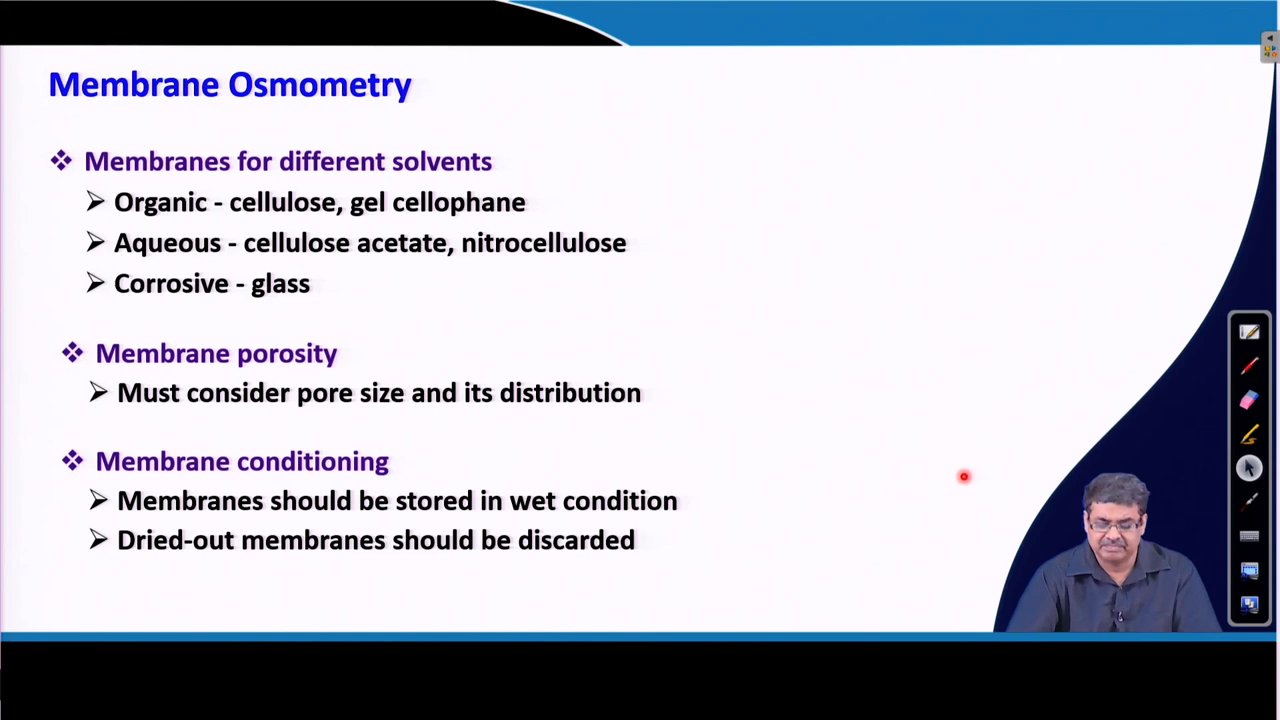 Membrane Osmometry
❖ Membranes for different solvents
➢ Organic - cellulose, gel cellophane
➢ Aqueous - cellulose acetate, nitrocellulose
➢ Corrosive - glass
❖ Membrane porosity
➢ Must consider pore size and its distribution
❖ Membrane conditioning
➢ Membranes should be stored in wet condition
➢ Dried-out membranes should be discarded